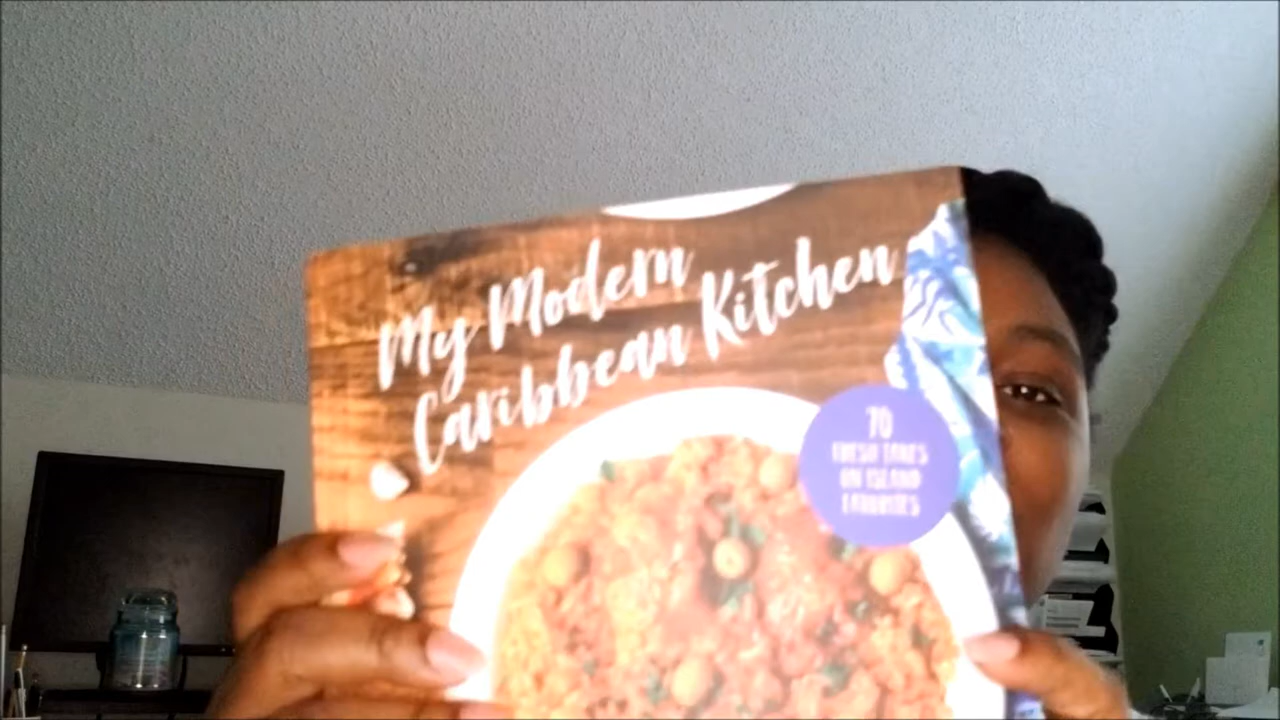 My Modern
Caribbean Kitchen
70
FRESH TAKES
ON ISLAND
FAVORITES